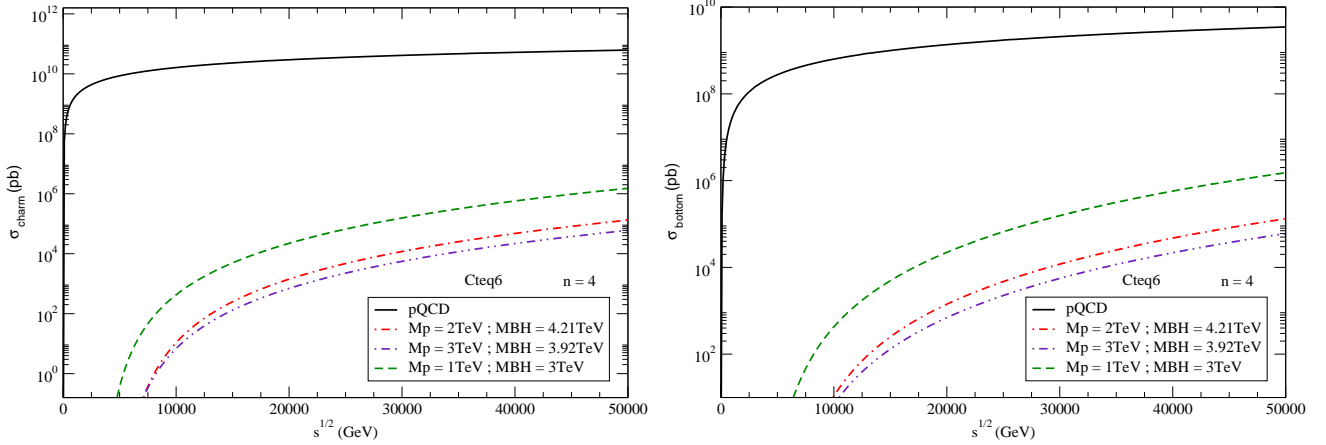 10^12
10^10
10^8
10^6
10^4
10^2
10^0
σ_charm (pb)
Cteq6 n = 4
pQCD
Mp = 2TeV ; MBH = 4.21TeV
Mp = 3TeV ; MBH = 3.92TeV
Mp = 1TeV ; MBH = 3TeV
0 10000 20000 30000 40000 50000
s^1/2 (GeV)
10^10
10^8
10^6
10^4
10^2
σ_bottom (pb)
Cteq6 n = 4
pQCD
Mp = 2TeV ; MBH = 4.21TeV
Mp = 3TeV ; MBH = 3.92TeV
Mp = 1TeV ; MBH = 3TeV
0 10000 20000 30000 40000 50000
s^1/2 (GeV)